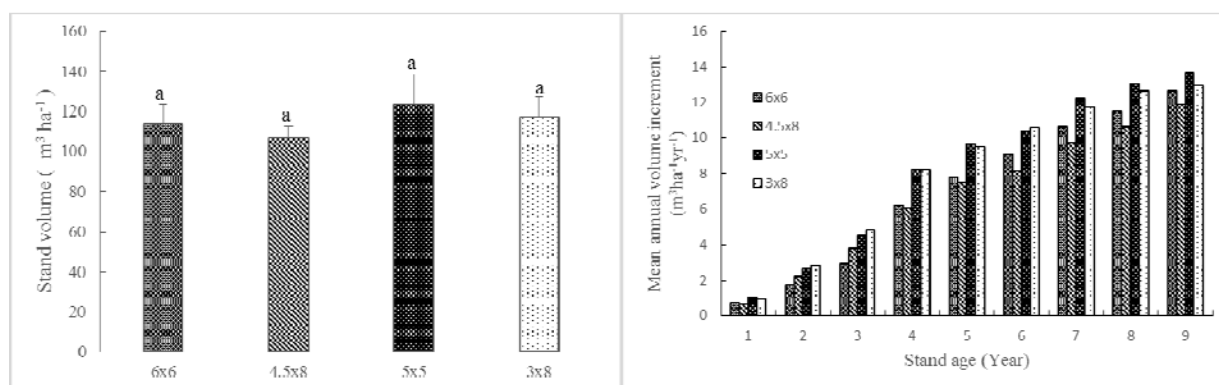 Stand volume ( m³ ha⁻¹ )
160
140
120
100
80
60
40
20
0
a
a
a
a
6x6
4.5x8
5x5
3x8
Mean annual volume increment
(m³ha⁻¹yr⁻¹)
16
14
12
10
8
6
4
2
0
6x6
4.5x8
5x5
3x8
1 2 3 4 5 6 7 8 9
Stand age (Year)